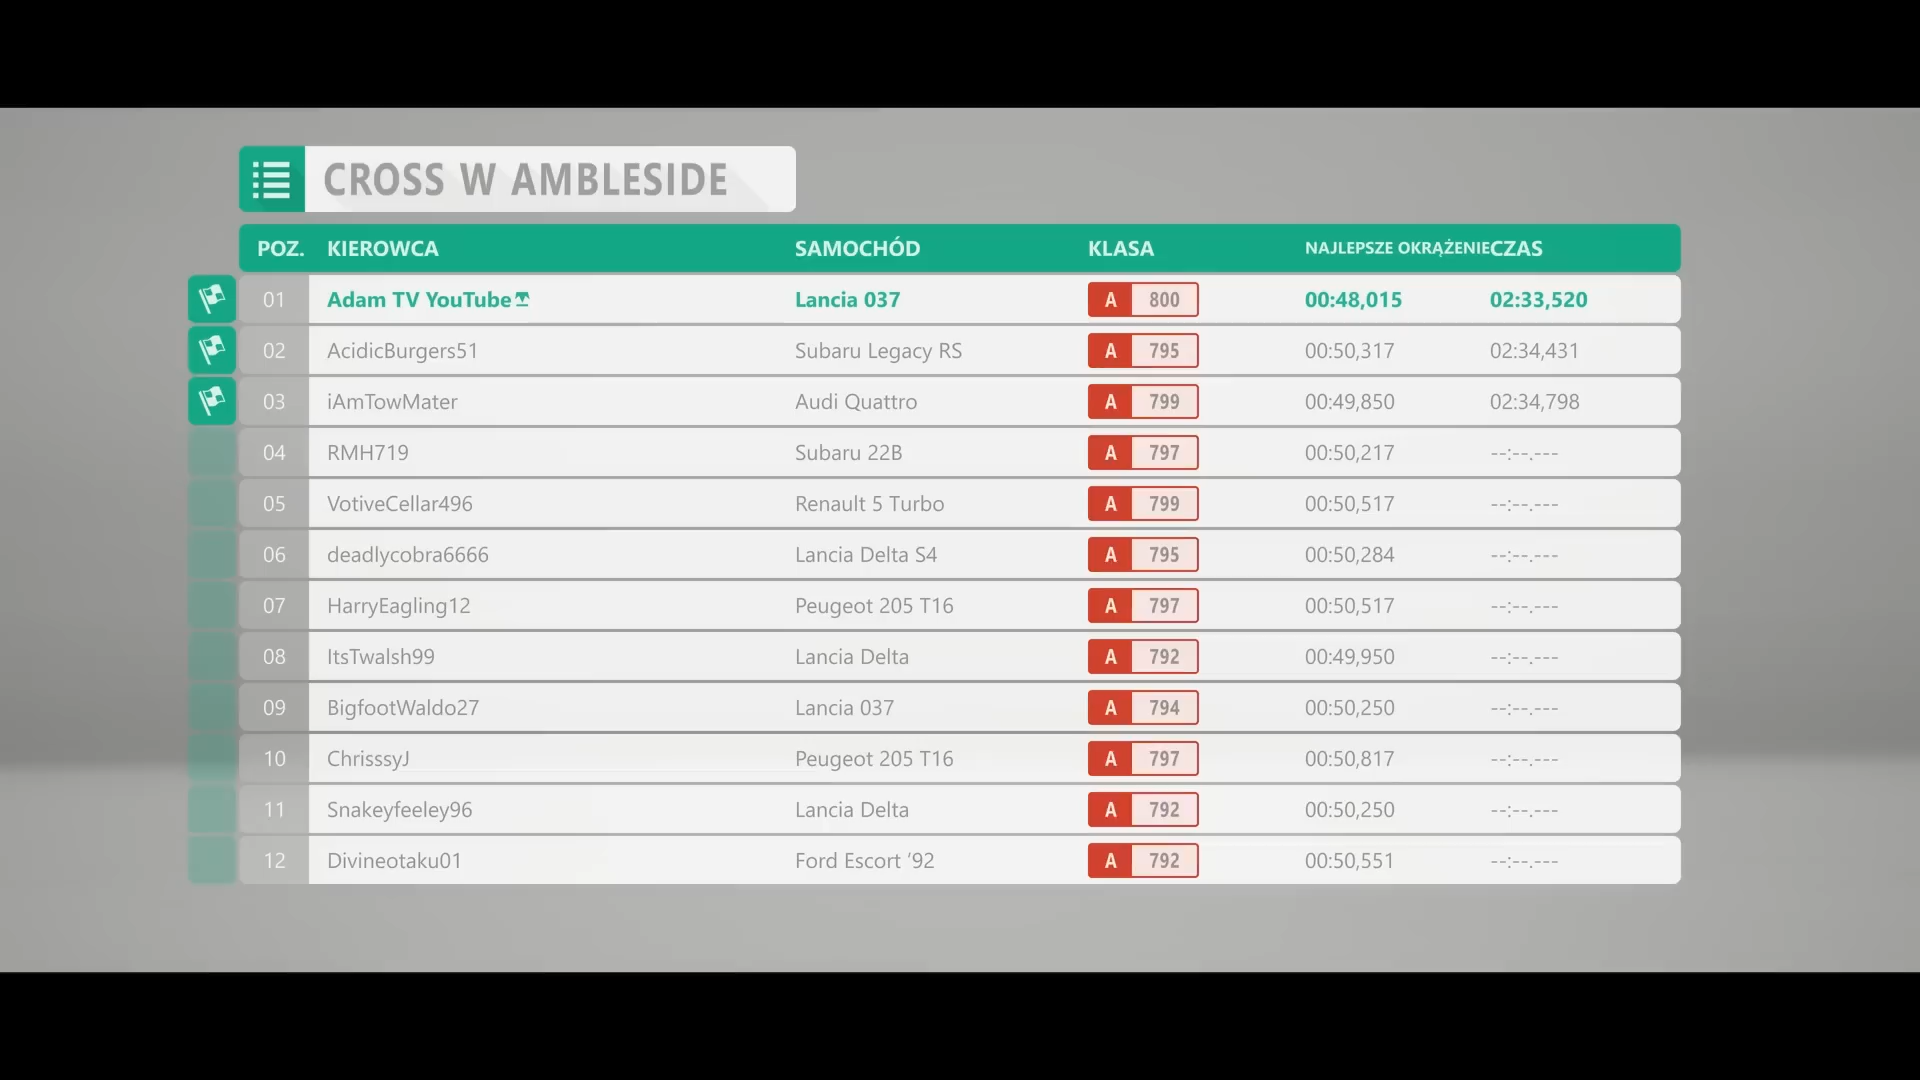 CROSS W AMBLESIDE
POZ. KIEROWCA SAMOCHÓD KLASA NAJLEPSZE OKRĄŻENIE CZAS
01 Adam TV YouTube Lancia 037 A 800 00:48,015 02:33,520
02 AcidicBurgers51 Subaru Legacy RS A 795 00:50,317 02:34,431
03 iAmTowMater Audi Quattro A 799 00:49,850 02:34,798
04 RMH719 Subaru 22B A 797 00:50,217 --:--.---
05 VotiveCellar496 Renault 5 Turbo A 799 00:50,517 --:--.---
06 deadlycobra6666 Lancia Delta S4 A 795 00:50,284 --:--.---
07 HarryEagling12 Peugeot 205 T16 A 797 00:50,517 --:--.---
08 ItsTwalsh99 Lancia Delta A 792 00:49,950 --:--.---
09 BigfootWaldo27 Lancia 037 A 794 00:50,250 --:--.---
10 ChrisssyJ Peugeot 205 T16 A 797 00:50,817 --:--.---
11 Snakeyfeeley96 Lancia Delta A 792 00:50,250 --:--.---
12 Divineotaku01 Ford Escort ’92 A 792 00:50,551 --:--.---